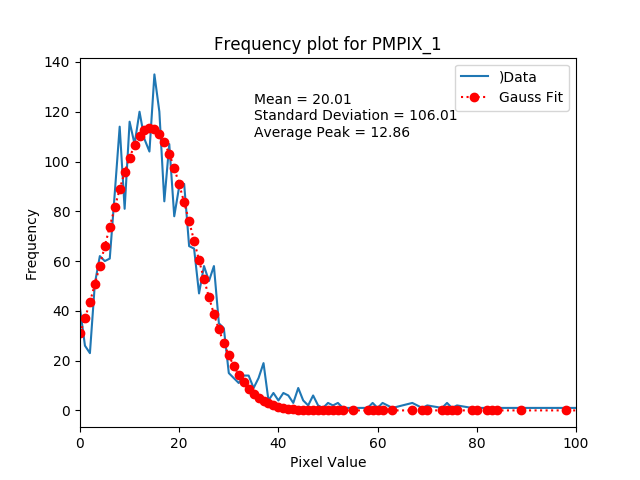 Frequency plot for PMPIX_1
)Data
Gauss Fit
Mean = 20.01
Standard Deviation = 106.01
Average Peak = 12.86
Frequency
140
120
100
80
60
40
20
0
0 20 40 60 80 100
Pixel Value